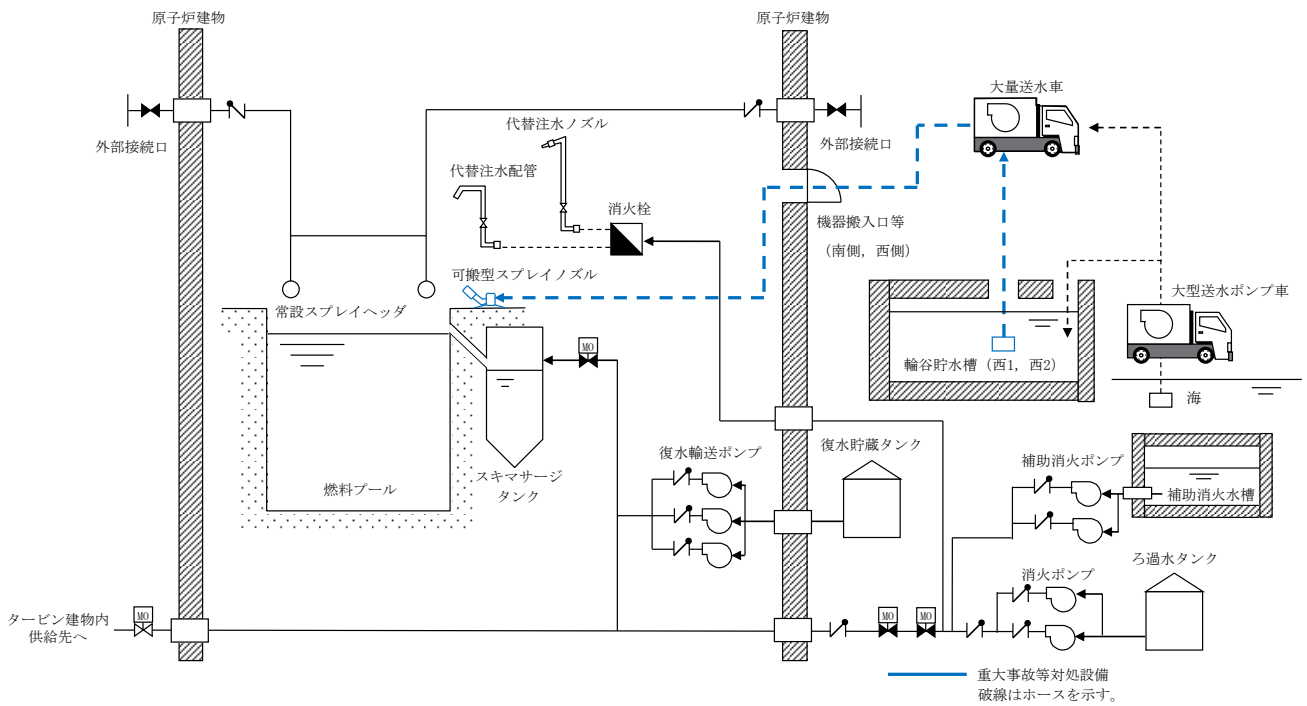 原子炉建物
原子炉建物
大量送水車
代替注水ノズル
外部接続口
外部接続口
代替注水配管
消火栓
機器搬入口等
（南側，西側）
可搬型スプレイノズル
大型送水ポンプ車
常設スプレイヘッダ
MO
輪谷貯水槽（西1，西2）
海
復水貯蔵タンク
復水輸送ポンプ
補助消火ポンプ
スキマサージ
タンク
燃料プール
補助消火水槽
ろ過水タンク
消火ポンプ
タービン建物内
供給先へ
MO
MO
MO
重大事故等対処設備
破線はホースを示す。